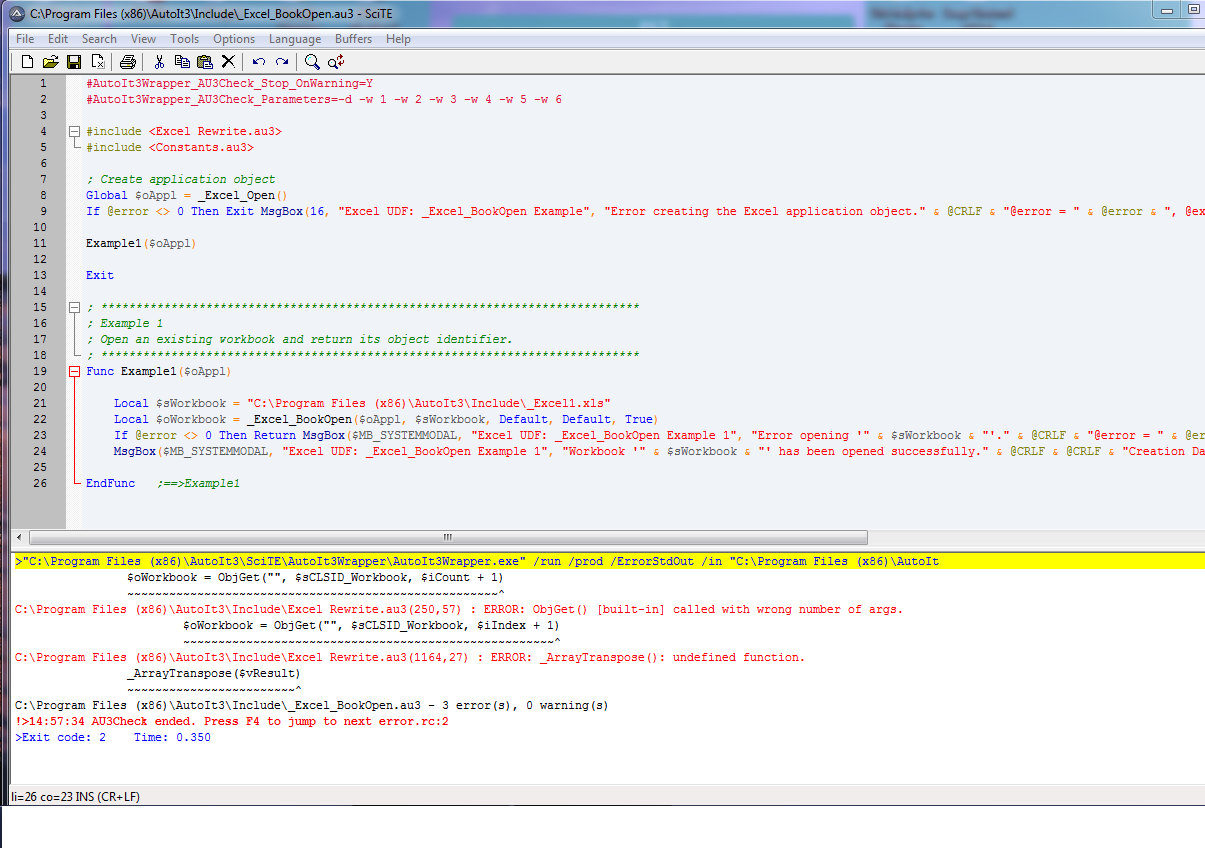 C:\Program Files (x86)\AutoIt3\Include\_Excel_BookOpen.au3 - SciTE
File Edit Search View Tools Options Language Buffers Help
1 #AutoIt3Wrapper_AU3Check_Stop_OnWarning=Y
2 #AutoIt3Wrapper_AU3Check_Parameters=-d -w 1 -w 2 -w 3 -w 4 -w 5 -w 6
3
4 #include <Excel Rewrite.au3>
5 #include <Constants.au3>
6
7 ; Create application object
8 Global $oAppl = _Excel_Open()
9 If @error <> 0 Then Exit MsgBox(16, "Excel UDF: _Excel_BookOpen Example", "Error creating the Excel application object." & @CRLF & "@error = " & @error & ", @ex
10
11 Example1($oAppl)
12
13 Exit
14
15 ; *****************************************************************************
16 ; Example 1
17 ; Open an existing workbook and return its object identifier.
18 ; *****************************************************************************
19 Func Example1($oAppl)
20
21 Local $sWorkbook = "C:\Program Files (x86)\AutoIt3\Include\_Excel1.xls"
22 Local $oWorkbook = _Excel_BookOpen($oAppl, $sWorkbook, Default, Default, True)
23 If @error <> 0 Then Return MsgBox($MB_SYSTEMMODAL, "Excel UDF: _Excel_BookOpen Example 1", "Error opening '" & $sWorkbook & "'." & @CRLF & "@error = " & @er
24 MsgBox($MB_SYSTEMMODAL, "Excel UDF: _Excel_BookOpen Example 1", "Workbook '" & $sWorkbook & "' has been opened successfully." & @CRLF & @CRLF & "Creation Da
25
26 EndFunc ;==>Example1
>"C:\Program Files (x86)\AutoIt3\SciTE\AutoIt3Wrapper\AutoIt3Wrapper.exe" /run /prod /ErrorStdOut /in "C:\Program Files (x86)\AutoIt
$oWorkbook = ObjGet("", $sCLSID_Workbook, $iCount + 1)
~~~~~~~~~~~~~~~~~~~~~~~~~~~~~~~~~~~~~~~~~~~~~~~~~~~~~^
C:\Program Files (x86)\AutoIt3\Include\Excel Rewrite.au3(250,57) : ERROR: ObjGet() [built-in] called with wrong number of args.
$oWorkbook = ObjGet("", $sCLSID_Workbook, $iIndex + 1)
~~~~~~~~~~~~~~~~~~~~~~~~~~~~~~~~~~~~~~~~~~~~~~~~~~~~~^
C:\Program Files (x86)\AutoIt3\Include\Excel Rewrite.au3(1164,27) : ERROR: _ArrayTranspose(): undefined function.
_ArrayTranspose($vResult)
~~~~~~~~~~~~~~~~~~~~~~~~^
C:\Program Files (x86)\AutoIt3\Include\_Excel_BookOpen.au3 - 3 error(s), 0 warning(s)
!>14:57:34 AU3Check ended. Press F4 to jump to next error.rc:2
>Exit code: 2 Time: 0.350
li=26 co=23 INS (CR+LF)